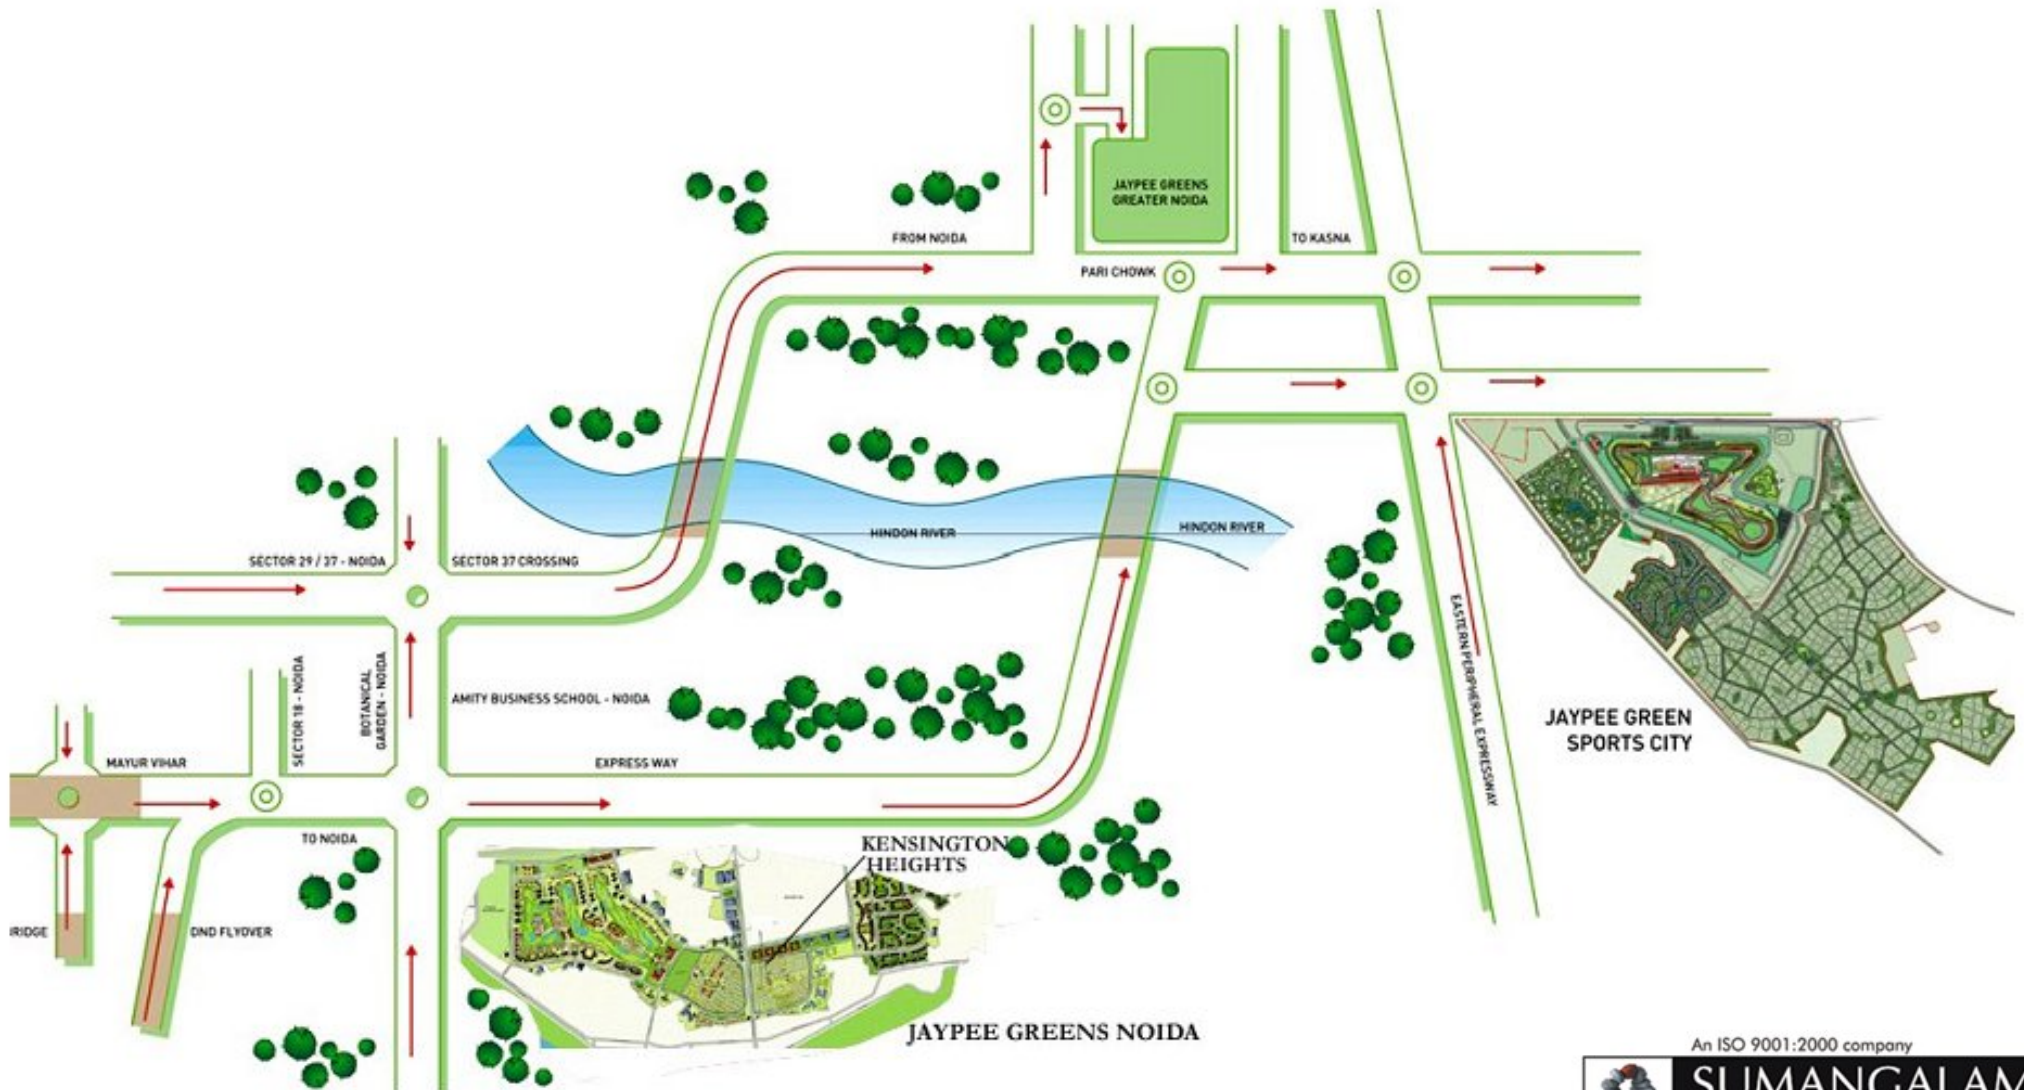 JAYPEE GREENS
GREATER NOIDA
FROM NOIDA
TO KASNA
PARI CHOWK
HINDON RIVER
HINDON RIVER
SECTOR 29 / 37 - NOIDA
SECTOR 37 CROSSING
EASTERN PERIPHERAL EXPRESSWAY
SECTOR 18 - NOIDA
BOTANICAL
GARDEN - NOIDA
AMITY BUSINESS SCHOOL - NOIDA
JAYPEE GREEN
SPORTS CITY
MAYUR VIHAR
EXPRESS WAY
TO NOIDA
KENSINGTON
HEIGHTS
RIDGE
DND FLYOVER
JAYPEE GREENS NOIDA
An ISO 9001:2000 company
SUMANGALAM